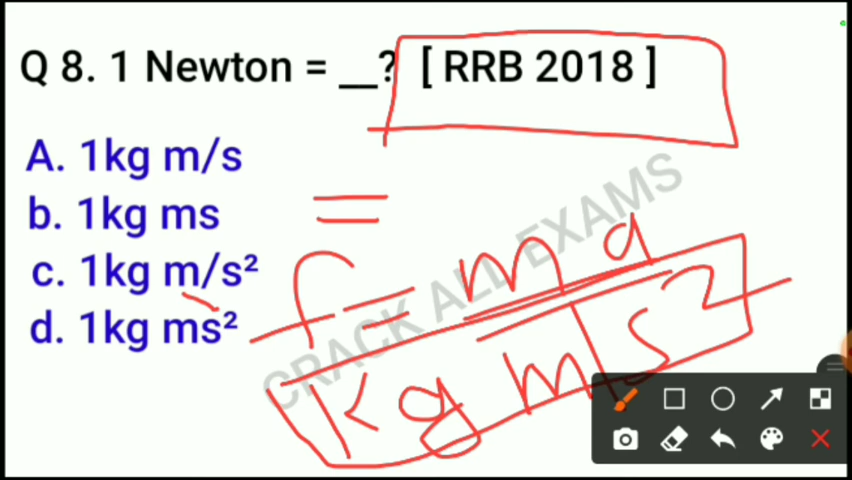 Q 8. 1 Newton = __? [ RRB 2018 ]
A. 1kg m/s
b. 1kg ms
c. 1kg m/s²
d. 1kg ms²
=
f = ma
kg m/s²
CRACK ALL EXAMS